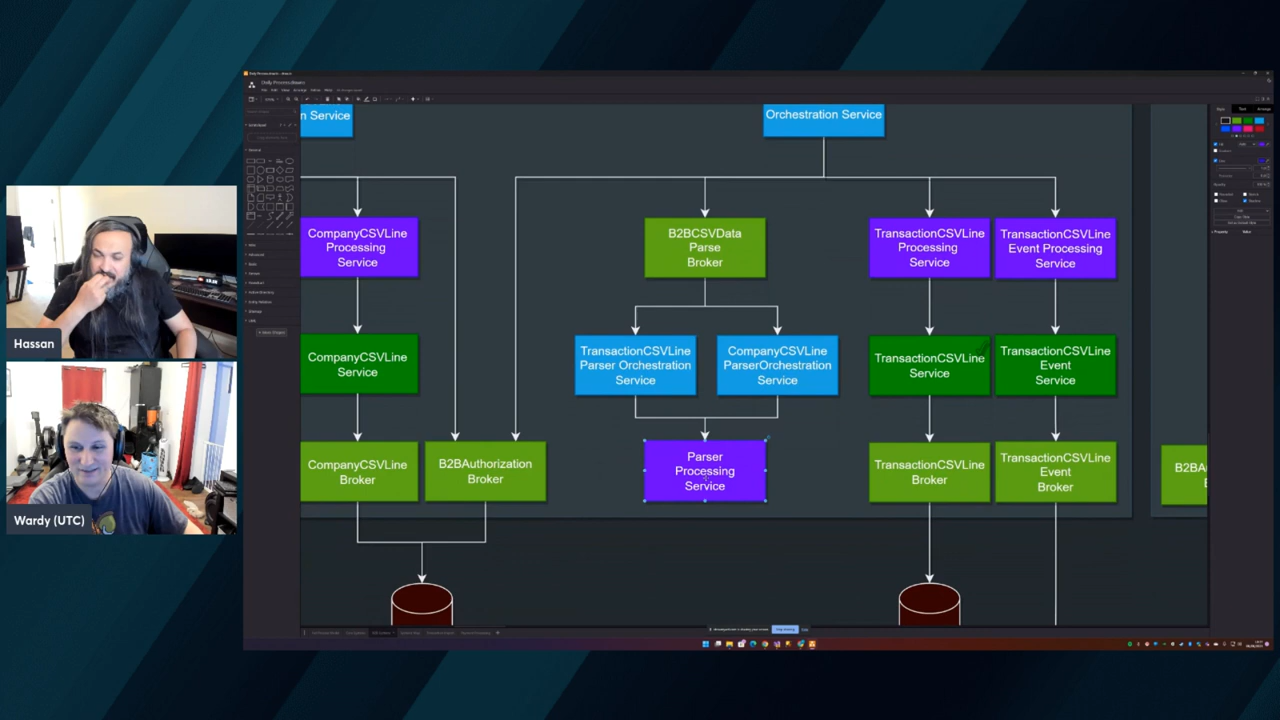 Hassan
Wardy (UTC)
n Service
Orchestration Service
CompanyCSVLine
Processing
Service
B2BCSVData
Parse
Broker
TransactionCSVLine
Processing
Service
TransactionCSVLine
Event Processing
Service
CompanyCSVLine
Service
TransactionCSVLine
Parser Orchestration
Service
CompanyCSVLine
ParserOrchestration
Service
TransactionCSVLine
Service
TransactionCSVLine
Event
Service
CompanyCSVLine
Broker
B2BAuthorization
Broker
Parser
Processing
Service
TransactionCSVLine
Broker
TransactionCSVLine
Event
Broker